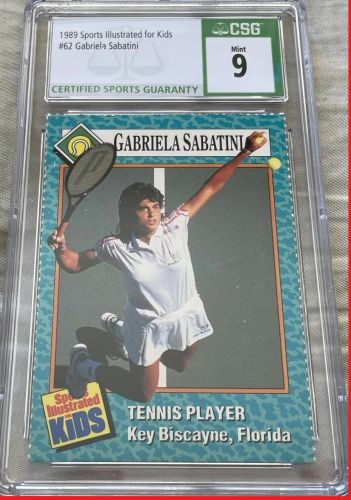 1989 Sports Illustrated for Kids
#62 Gabriela Sabatini
CERTIFIED SPORTS GUARANTY
CSG
Mint
9
GABRIELA SABATINI
Sports
Illustrated
FOR
KIDS
TENNIS PLAYER
Key Biscayne, Florida